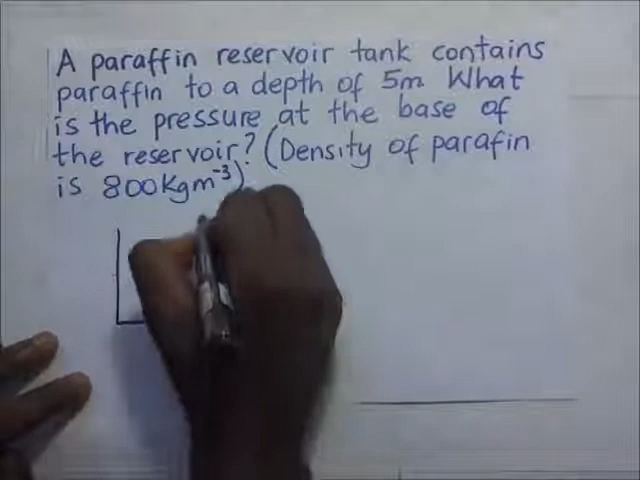 A paraffin reservoir tank contains
paraffin to a depth of 5m What
is the pressure at the base of
the reservoir? (Density of parafin
is 800Kgm⁻³)